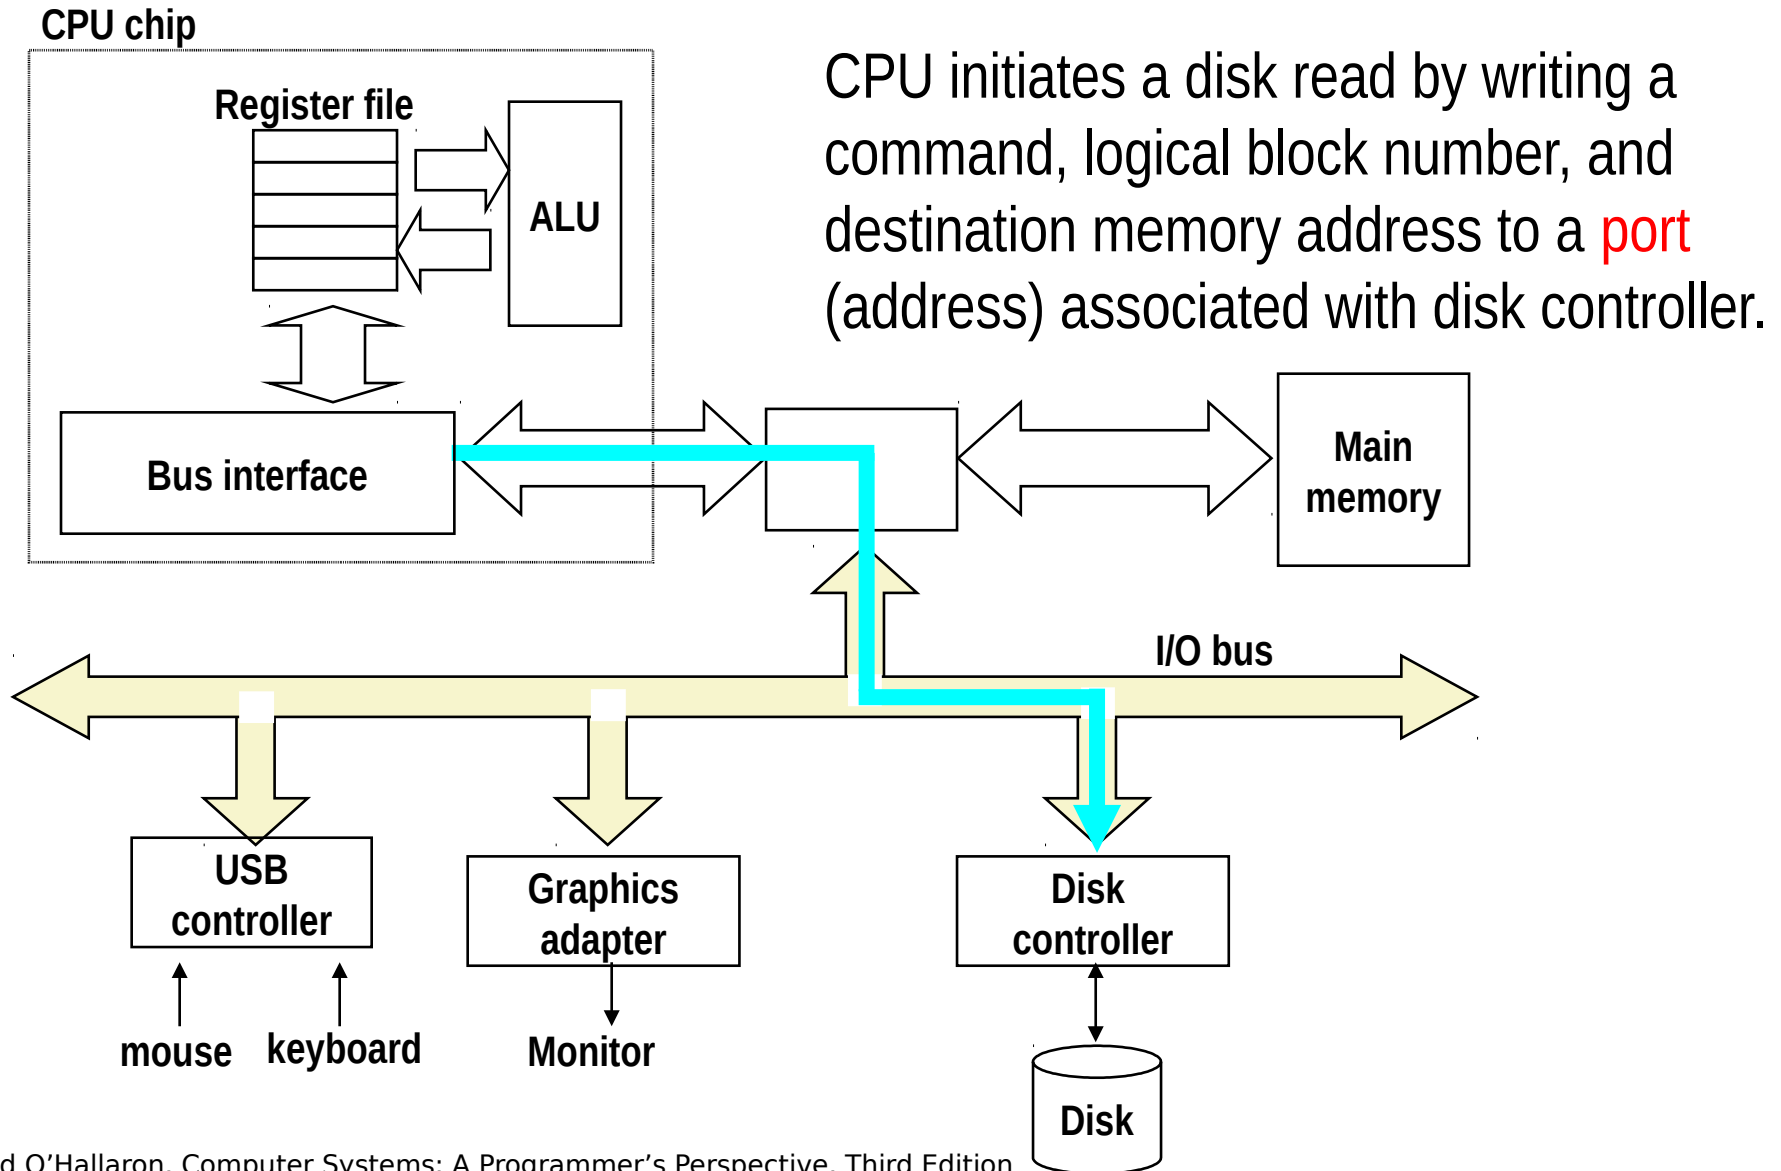 CPU chip
CPU initiates a disk read by writing a
command, logical block number, and
destination memory address to a port
(address) associated with disk controller.
Register file
ALU
Bus interface
Main
memory
I/O bus
USB
controller
Graphics
adapter
Disk
controller
mouse
keyboard
Monitor
Disk
d O’Hallaron, Computer Systems: A Programmer’s Perspective, Third Edition